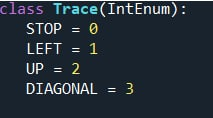 class Trace(IntEnum):
    STOP = 0
    LEFT = 1
    UP = 2
    DIAGONAL = 3